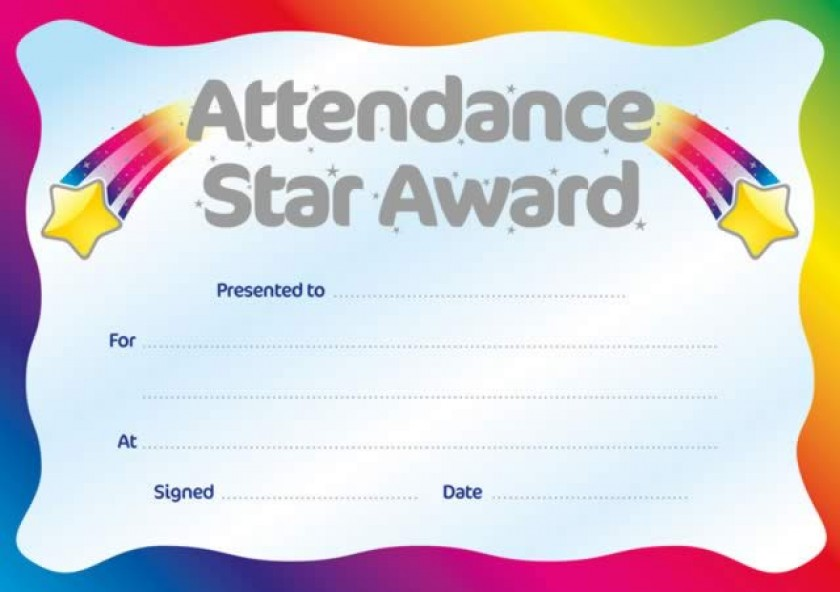 Attendance
Star Award
Presented to
For
At
Signed Date